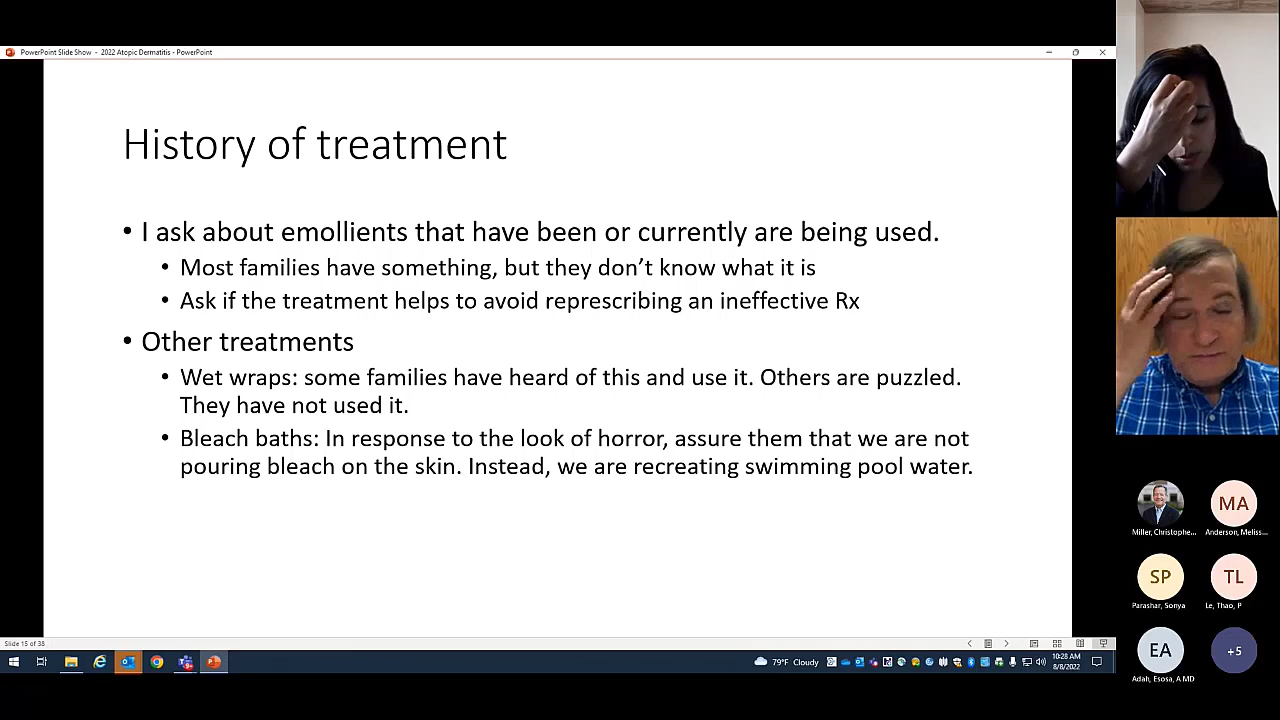 PowerPoint Slide Show - 2022 Atopic Dermatitis - PowerPoint
History of treatment
• I ask about emollients that have been or currently are being used.
• Most families have something, but they don't know what it is
• Ask if the treatment helps to avoid represcribing an ineffective Rx
• Other treatments
• Wet wraps: some families have heard of this and use it. Others are puzzled.
They have not used it.
• Bleach baths: In response to the look of horror, assure them that we are not
pouring bleach on the skin. Instead, we are recreating swimming pool water.
Slide 15 of 38
79°F Cloudy
10:28 AM
8/8/2022
MA
Miller, Christophe...
Anderson, Meliss...
SP
TL
Parashar, Sonya
Le, Thao, P
EA
+5
Adah, Esosa, A MD